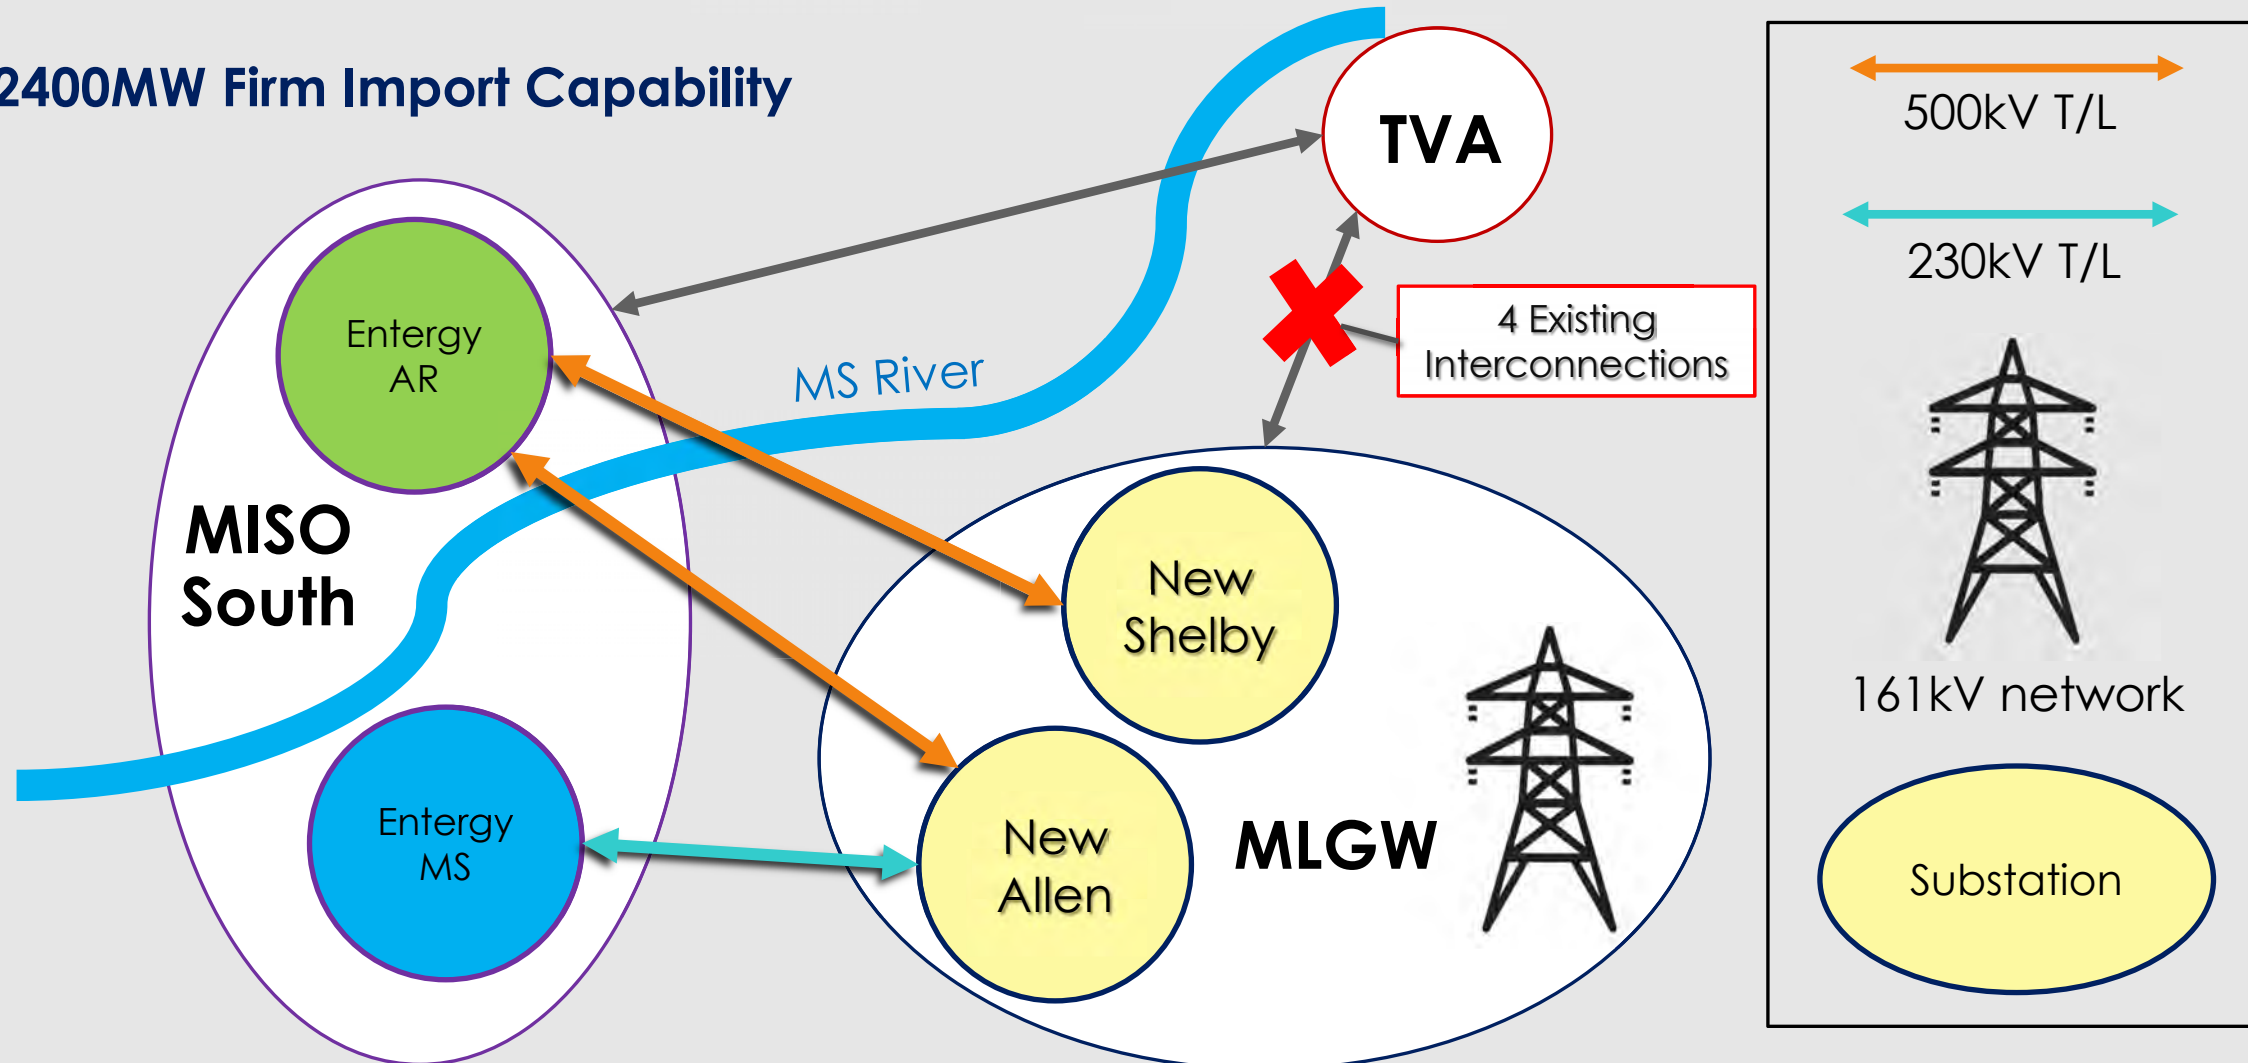 2400MW Firm Import Capability
TVA
4 Existing
Interconnections
MS River
Entergy
AR
MISO
South
Entergy
MS
New
Shelby
New
Allen
MLGW
500kV T/L
230kV T/L
161kV network
Substation